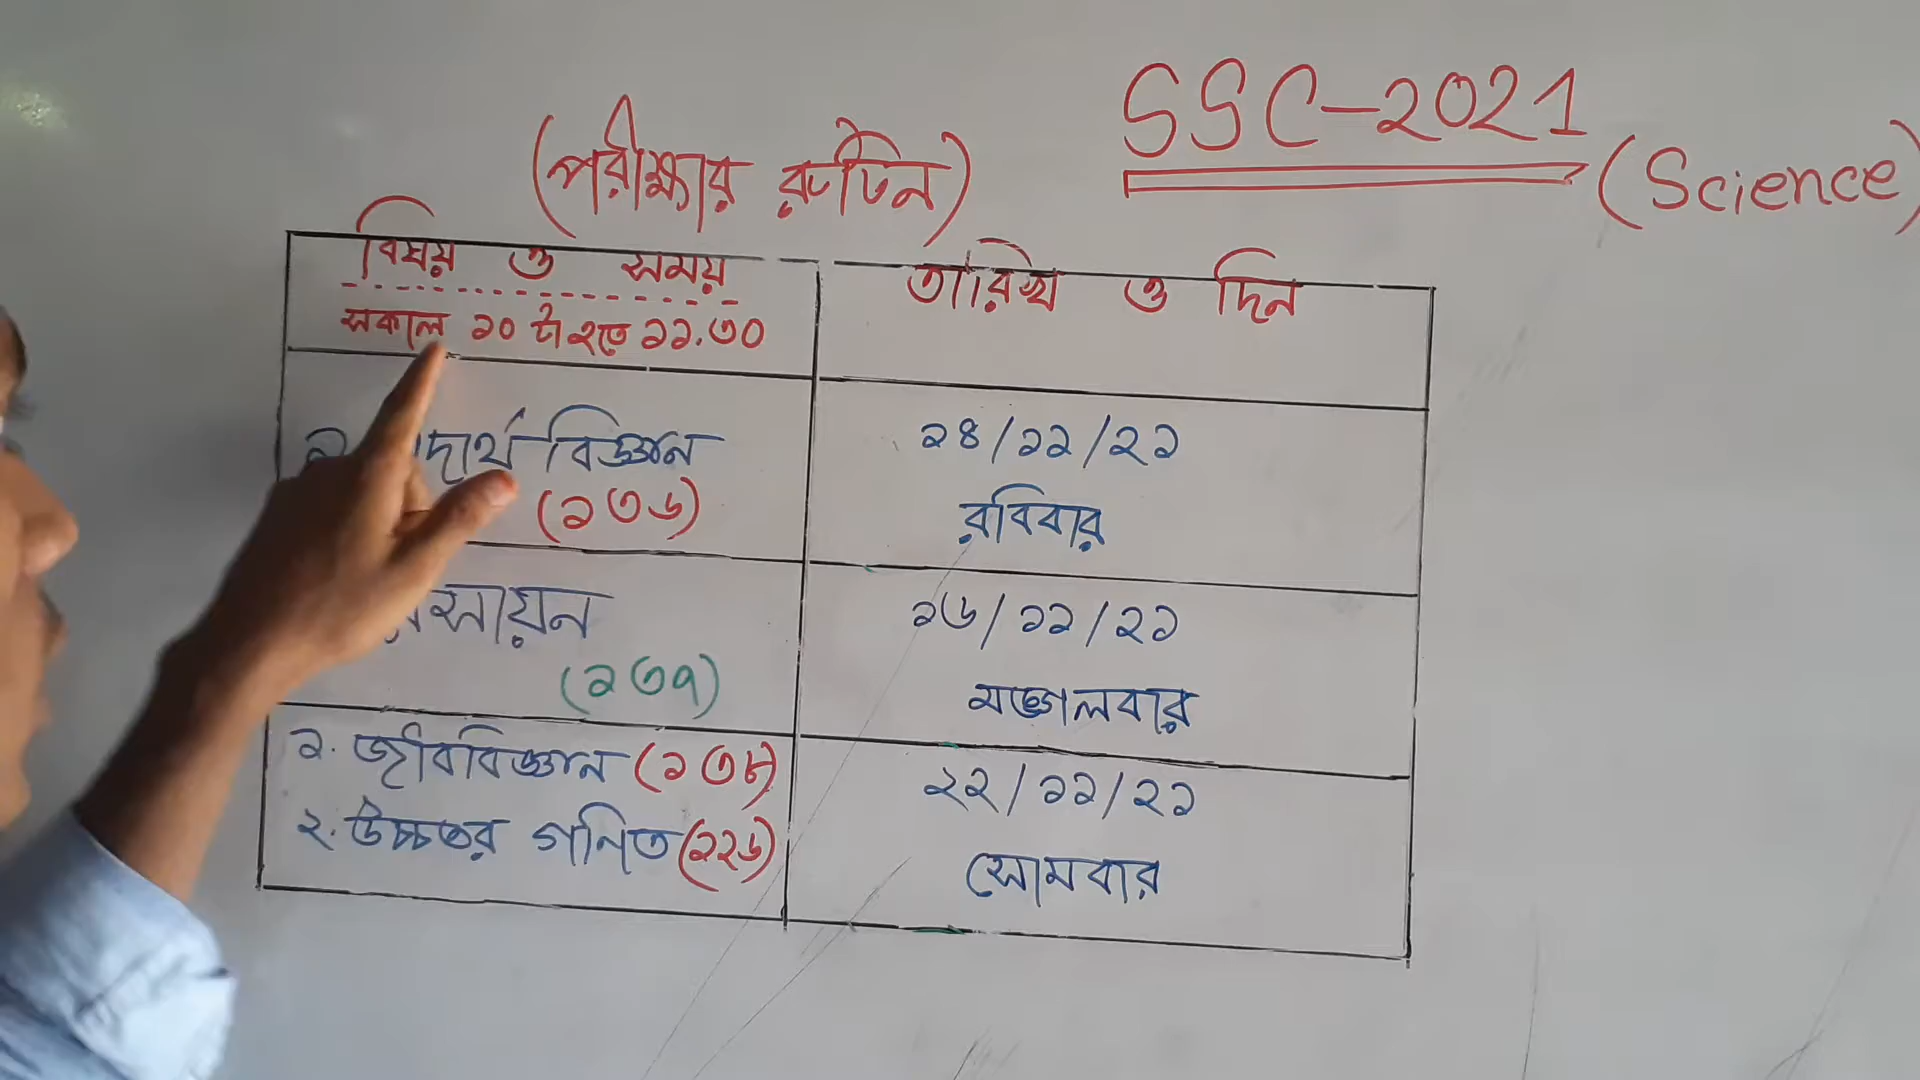 SSC-2021
(Science)
(পরীক্ষার রুটিন)
বিষয় ও সময়
সকাল ১০ টা হতে ১১.৩০
তারিখ ও দিন
বিজ্ঞান
(১৩৬)
১৪/১১/২১
রবিবার
(১৩৭)
১৬/১১/২১
মঙ্গলবার
১. জীববিজ্ঞান (১৩৮)
২. উচ্চতর গনিত (১২৬)
২২/১১/২১
সোমবার